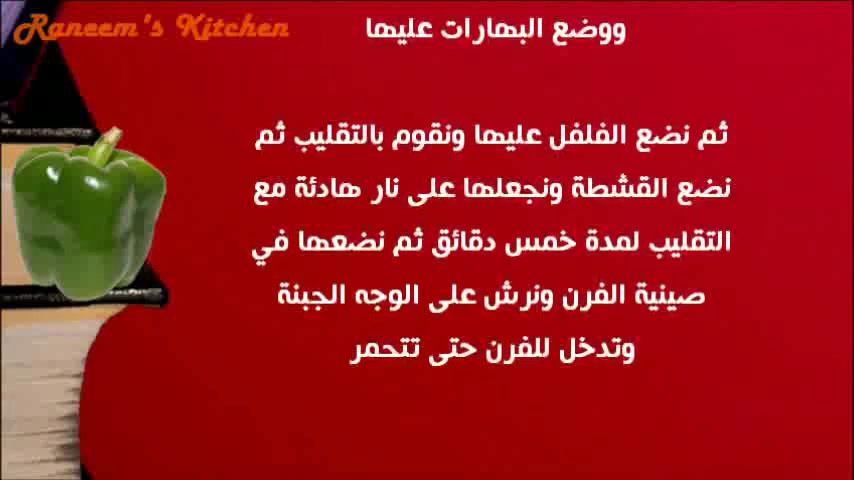 Raneem's Kitchen
ووضع البهارات عليها
ثم نضع الفلفل عليها ونقوم بالتقليب ثم
نضع القشطة ونجعلها على نار هادئة مع
التقليب لمدة خمس دقائق ثم نضعها في
صينية الفرن ونرش على الوجه الجبنة
وتدخل للفرن حتى تتحمر